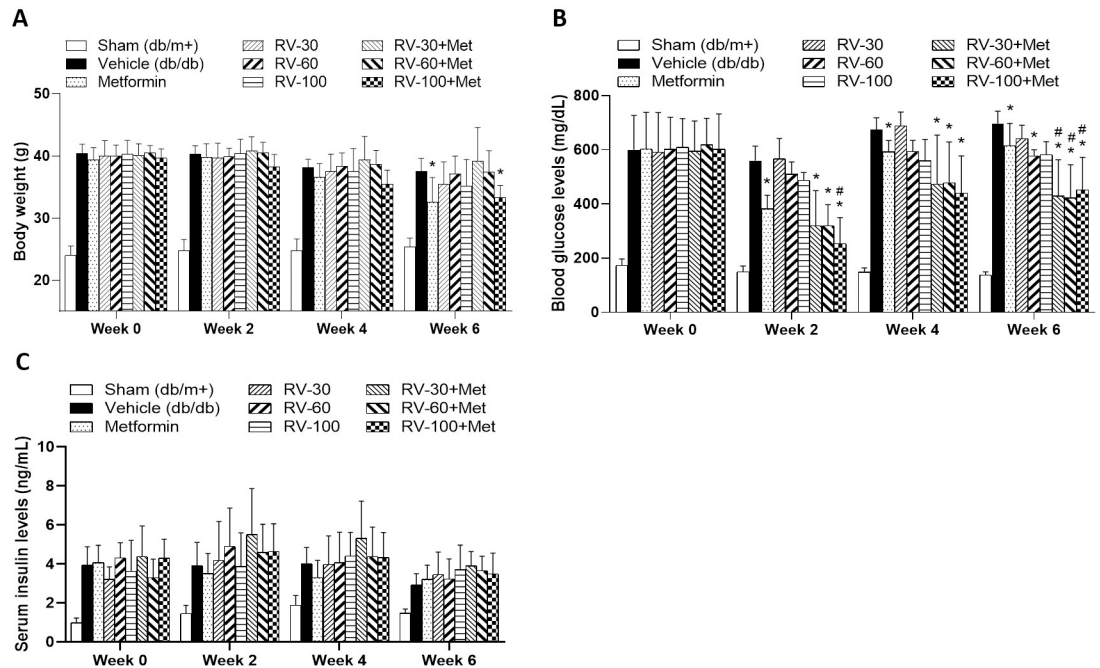 A
Sham (db/m+) RV-30 RV-30+Met
Vehicle (db/db) RV-60 RV-60+Met
Metformin RV-100 RV-100+Met
Body weight (g)
50
40
30
20
* *
Week 0 Week 2 Week 4 Week 6
B
Sham (db/m+) RV-30 RV-30+Met
Vehicle (db/db) RV-60 RV-60+Met
Metformin RV-100 RV-100+Met
Blood glucose levels (mg/dL)
800
600
400
200
0
* * * # *
* * * *
* * # * # * # *
Week 0 Week 2 Week 4 Week 6
C
Sham (db/m+) RV-30 RV-30+Met
Vehicle (db/db) RV-60 RV-60+Met
Metformin RV-100 RV-100+Met
Serum insulin levels (ng/mL)
10
8
6
4
2
0
Week 0 Week 2 Week 4 Week 6